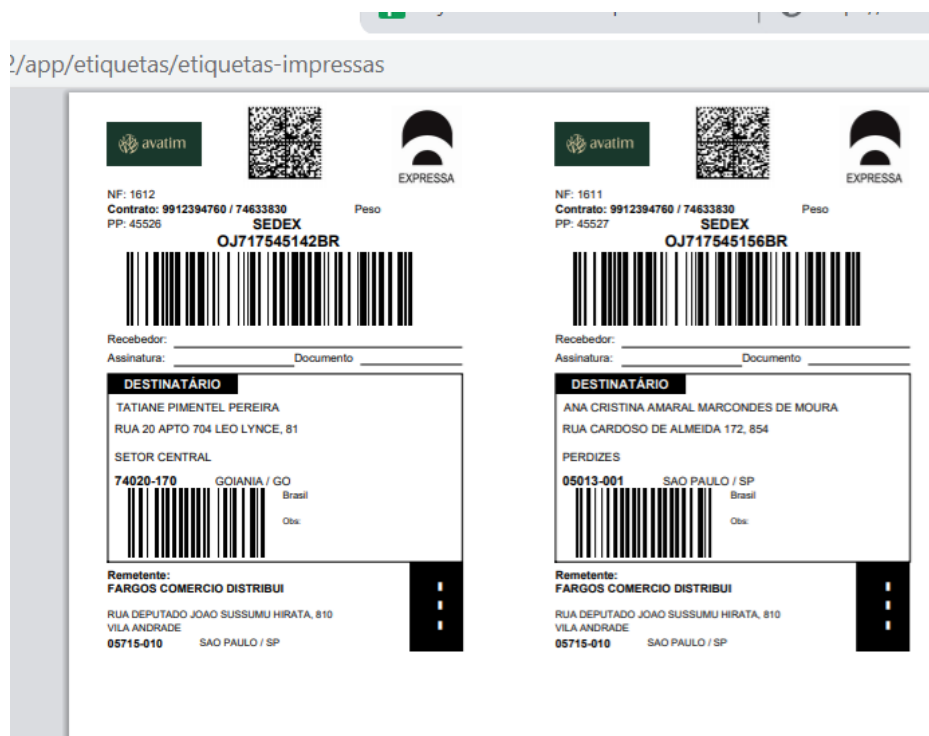 2/app/etiquetas/etiquetas-impressas
avatim
EXPRESSA
NF: 1612
Contrato: 9912394760 / 74633830 Peso
PP: 45526 SEDEX
OJ717545142BR
Recebedor:
Assinatura: Documento
DESTINATÁRIO
TATIANE PIMENTEL PEREIRA
RUA 20 APTO 704 LEO LYNCE, 81
SETOR CENTRAL
74020-170 GOIANIA / GO
Brasil
Obs:
Remetente:
FARGOS COMERCIO DISTRIBUI
RUA DEPUTADO JOAO SUSSUMU HIRATA, 810
VILA ANDRADE
05715-010 SAO PAULO / SP
avatim
EXPRESSA
NF: 1611
Contrato: 9912394760 / 74633830 Peso
PP: 45527 SEDEX
OJ717545156BR
Recebedor:
Assinatura: Documento
DESTINATÁRIO
ANA CRISTINA AMARAL MARCONDES DE MOURA
RUA CARDOSO DE ALMEIDA 172, 854
PERDIZES
05013-001 SAO PAULO / SP
Brasil
Obs:
Remetente:
FARGOS COMERCIO DISTRIBUI
RUA DEPUTADO JOAO SUSSUMU HIRATA, 810
VILA ANDRADE
05715-010 SAO PAULO / SP